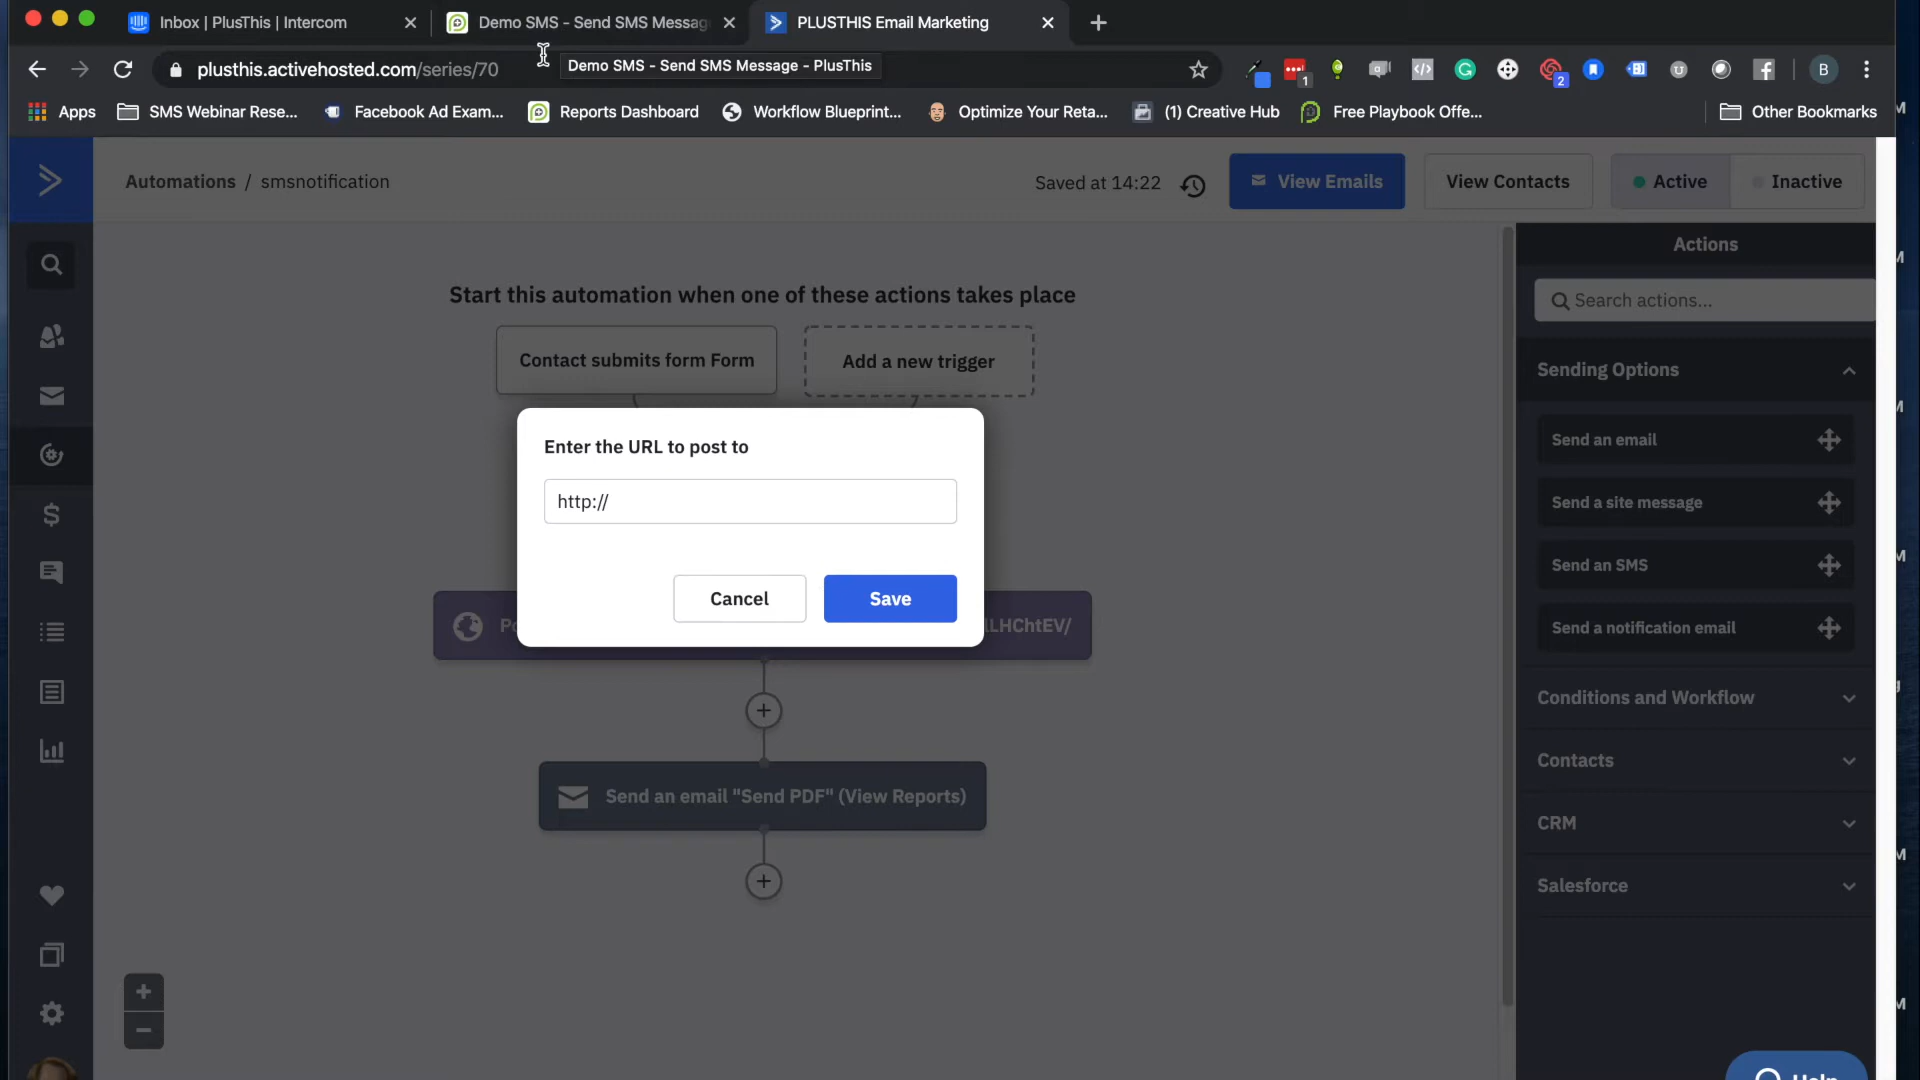 Inbox | PlusThis | Intercom
Demo SMS - Send SMS Messag
PLUSTHIS Email Marketing
plusthis.activehosted.com/series/70
Demo SMS - Send SMS Message - PlusThis
1
2
B
Apps
SMS Webinar Rese...
Facebook Ad Exam...
Reports Dashboard
Workflow Blueprint...
Optimize Your Reta...
(1) Creative Hub
Free Playbook Offe...
Other Bookmarks
Automations / smsnotification
Saved at 14:22
View Emails
View Contacts
Active
Inactive
Actions
Search actions...
Start this automation when one of these actions takes place
Contact submits form Form
Add a new trigger
Sending Options
Send an email
Send a site message
Send an SMS
Send a notification email
Enter the URL to post to
http://
Cancel
Save
LHChtEV/
Conditions and Workflow
Contacts
CRM
Salesforce
Send an email "Send PDF" (View Reports)
Help